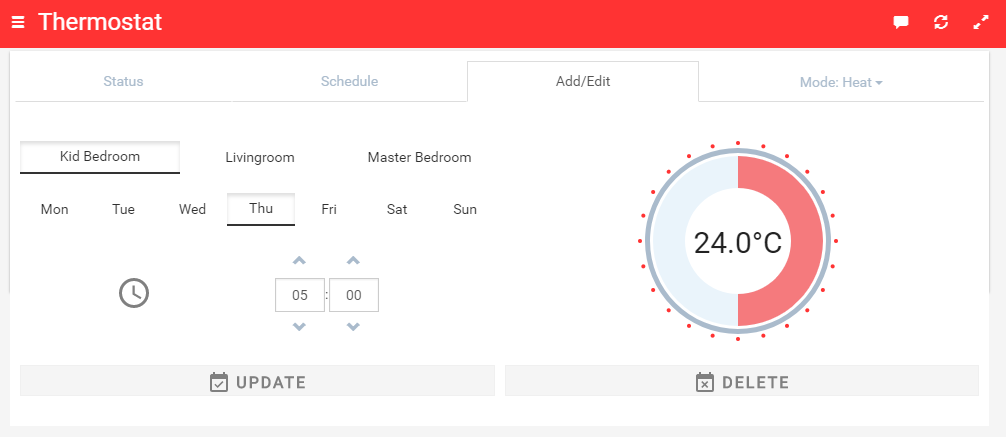 Thermostat
Status Schedule Add/Edit Mode: Heat
Kid Bedroom Livingroom Master Bedroom
Mon Tue Wed Thu Fri Sat Sun
24.0°C
05 : 00
UPDATE DELETE